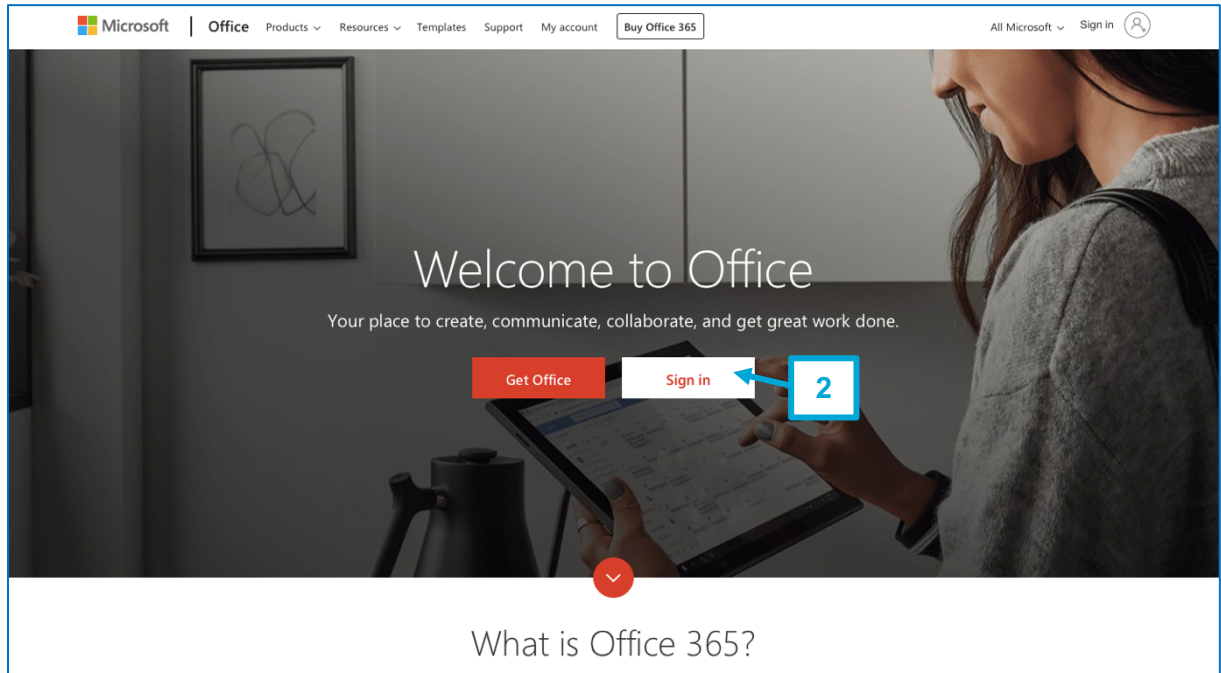 Microsoft Office Products Resources Templates Support My account Buy Office 365 All Microsoft Sign in
Welcome to Office
Your place to create, communicate, collaborate, and get great work done.
Get Office Sign in 2
What is Office 365?